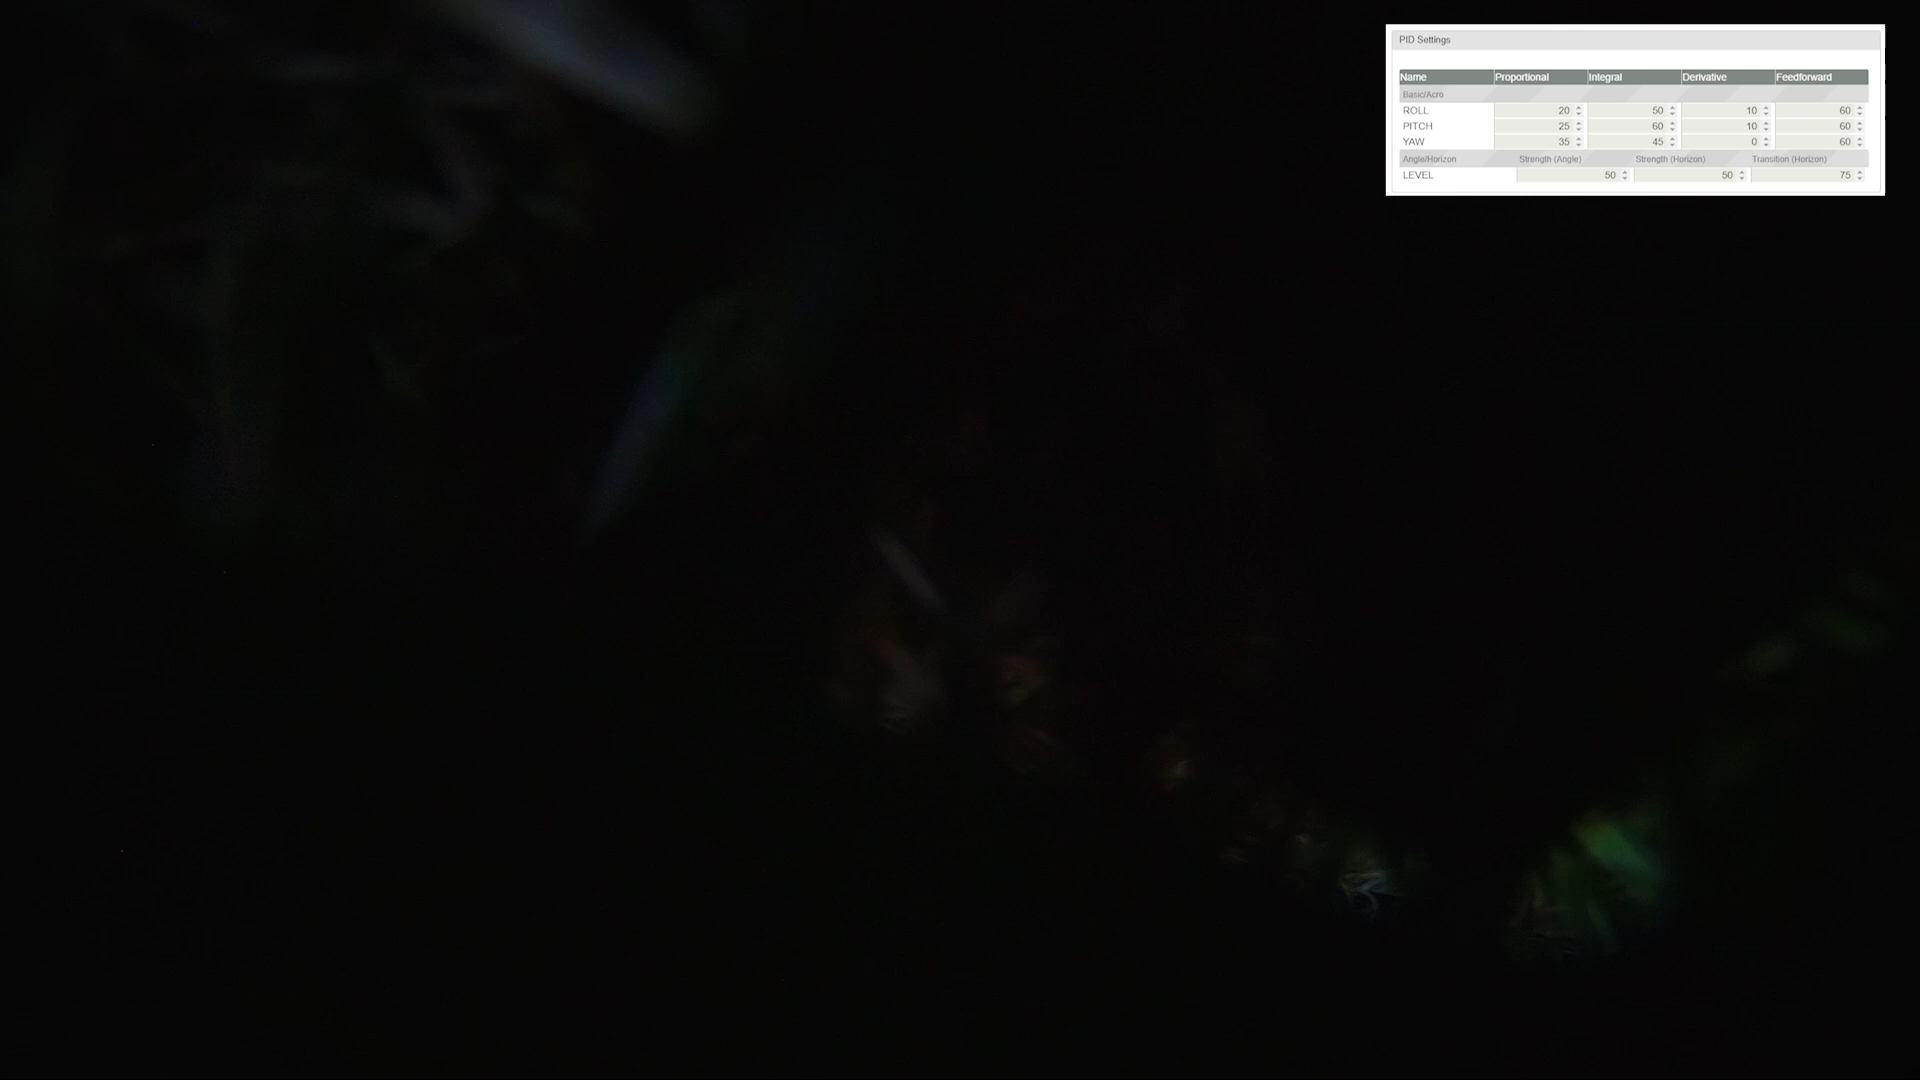 PID Settings
Name Proportional Integral Derivative Feedforward
Basic/Acro
ROLL 20 50 10 60
PITCH 25 60 10 60
YAW 35 45 0 60
Angle/Horizon Strength (Angle) Strength (Horizon) Transition (Horizon)
LEVEL 50 50 75